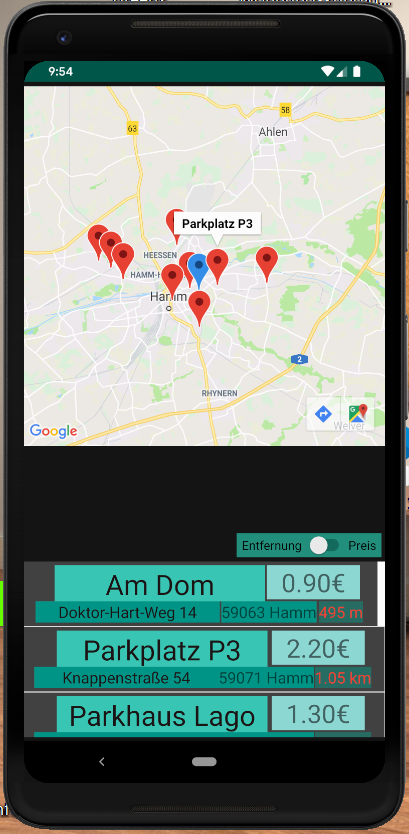 9:54
58
63
Ahlen
Parkplatz P3
HEESSEN
HAMM-H
Hamm
2
RHYNERN
Welver
Google
Entfernung Preis
Am Dom 0.90€
Doktor-Hart-Weg 14 59063 Hamm 495 m
Parkplatz P3 2.20€
Knappenstraße 54 59071 Hamm 1.05 km
Parkhaus Lago 1.30€